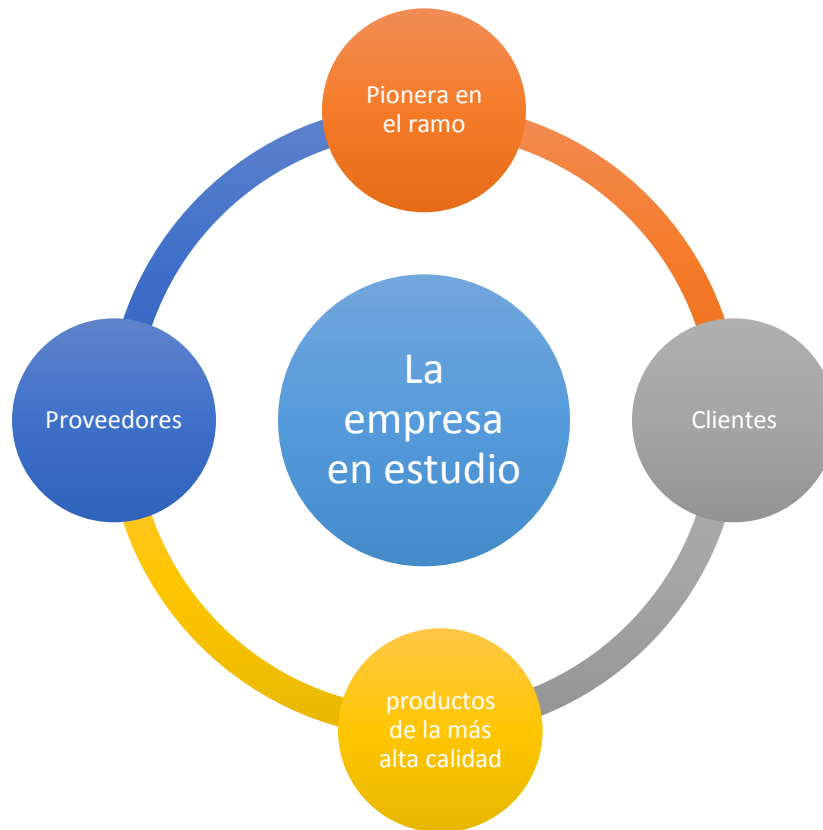 Pionera en
el ramo
La
empresa
en estudio
Proveedores
Clientes
productos
de la más
alta calidad